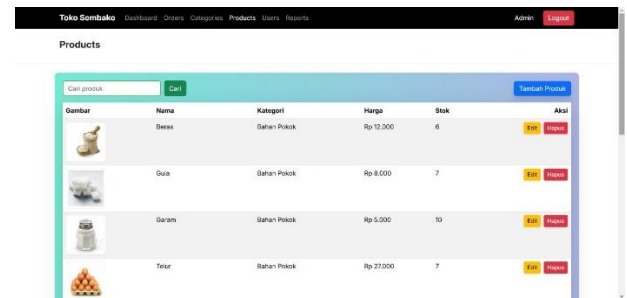 Toko Sembako Dashboard Orders Categories Products Users Reports Admin Logout
Products
Cari produk Cari Tambah Produk
Gambar Nama Kategori Harga Stok Aksi
Beras Bahan Pokok Rp 12.000 6 Edit Hapus
Gula Bahan Pokok Rp 8.000 7 Edit Hapus
Garam Bahan Pokok Rp 5.000 10 Edit Hapus
Telur Bahan Pokok Rp 27.000 7 Edit Hapus